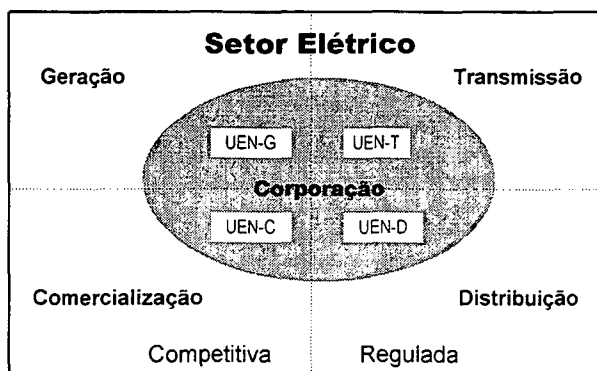 Setor Elétrico
Geração
Transmissão
UEN-G
UEN-T
Corporação
UEN-C
UEN-D
Comercialização
Distribuição
Competitiva
Regulada